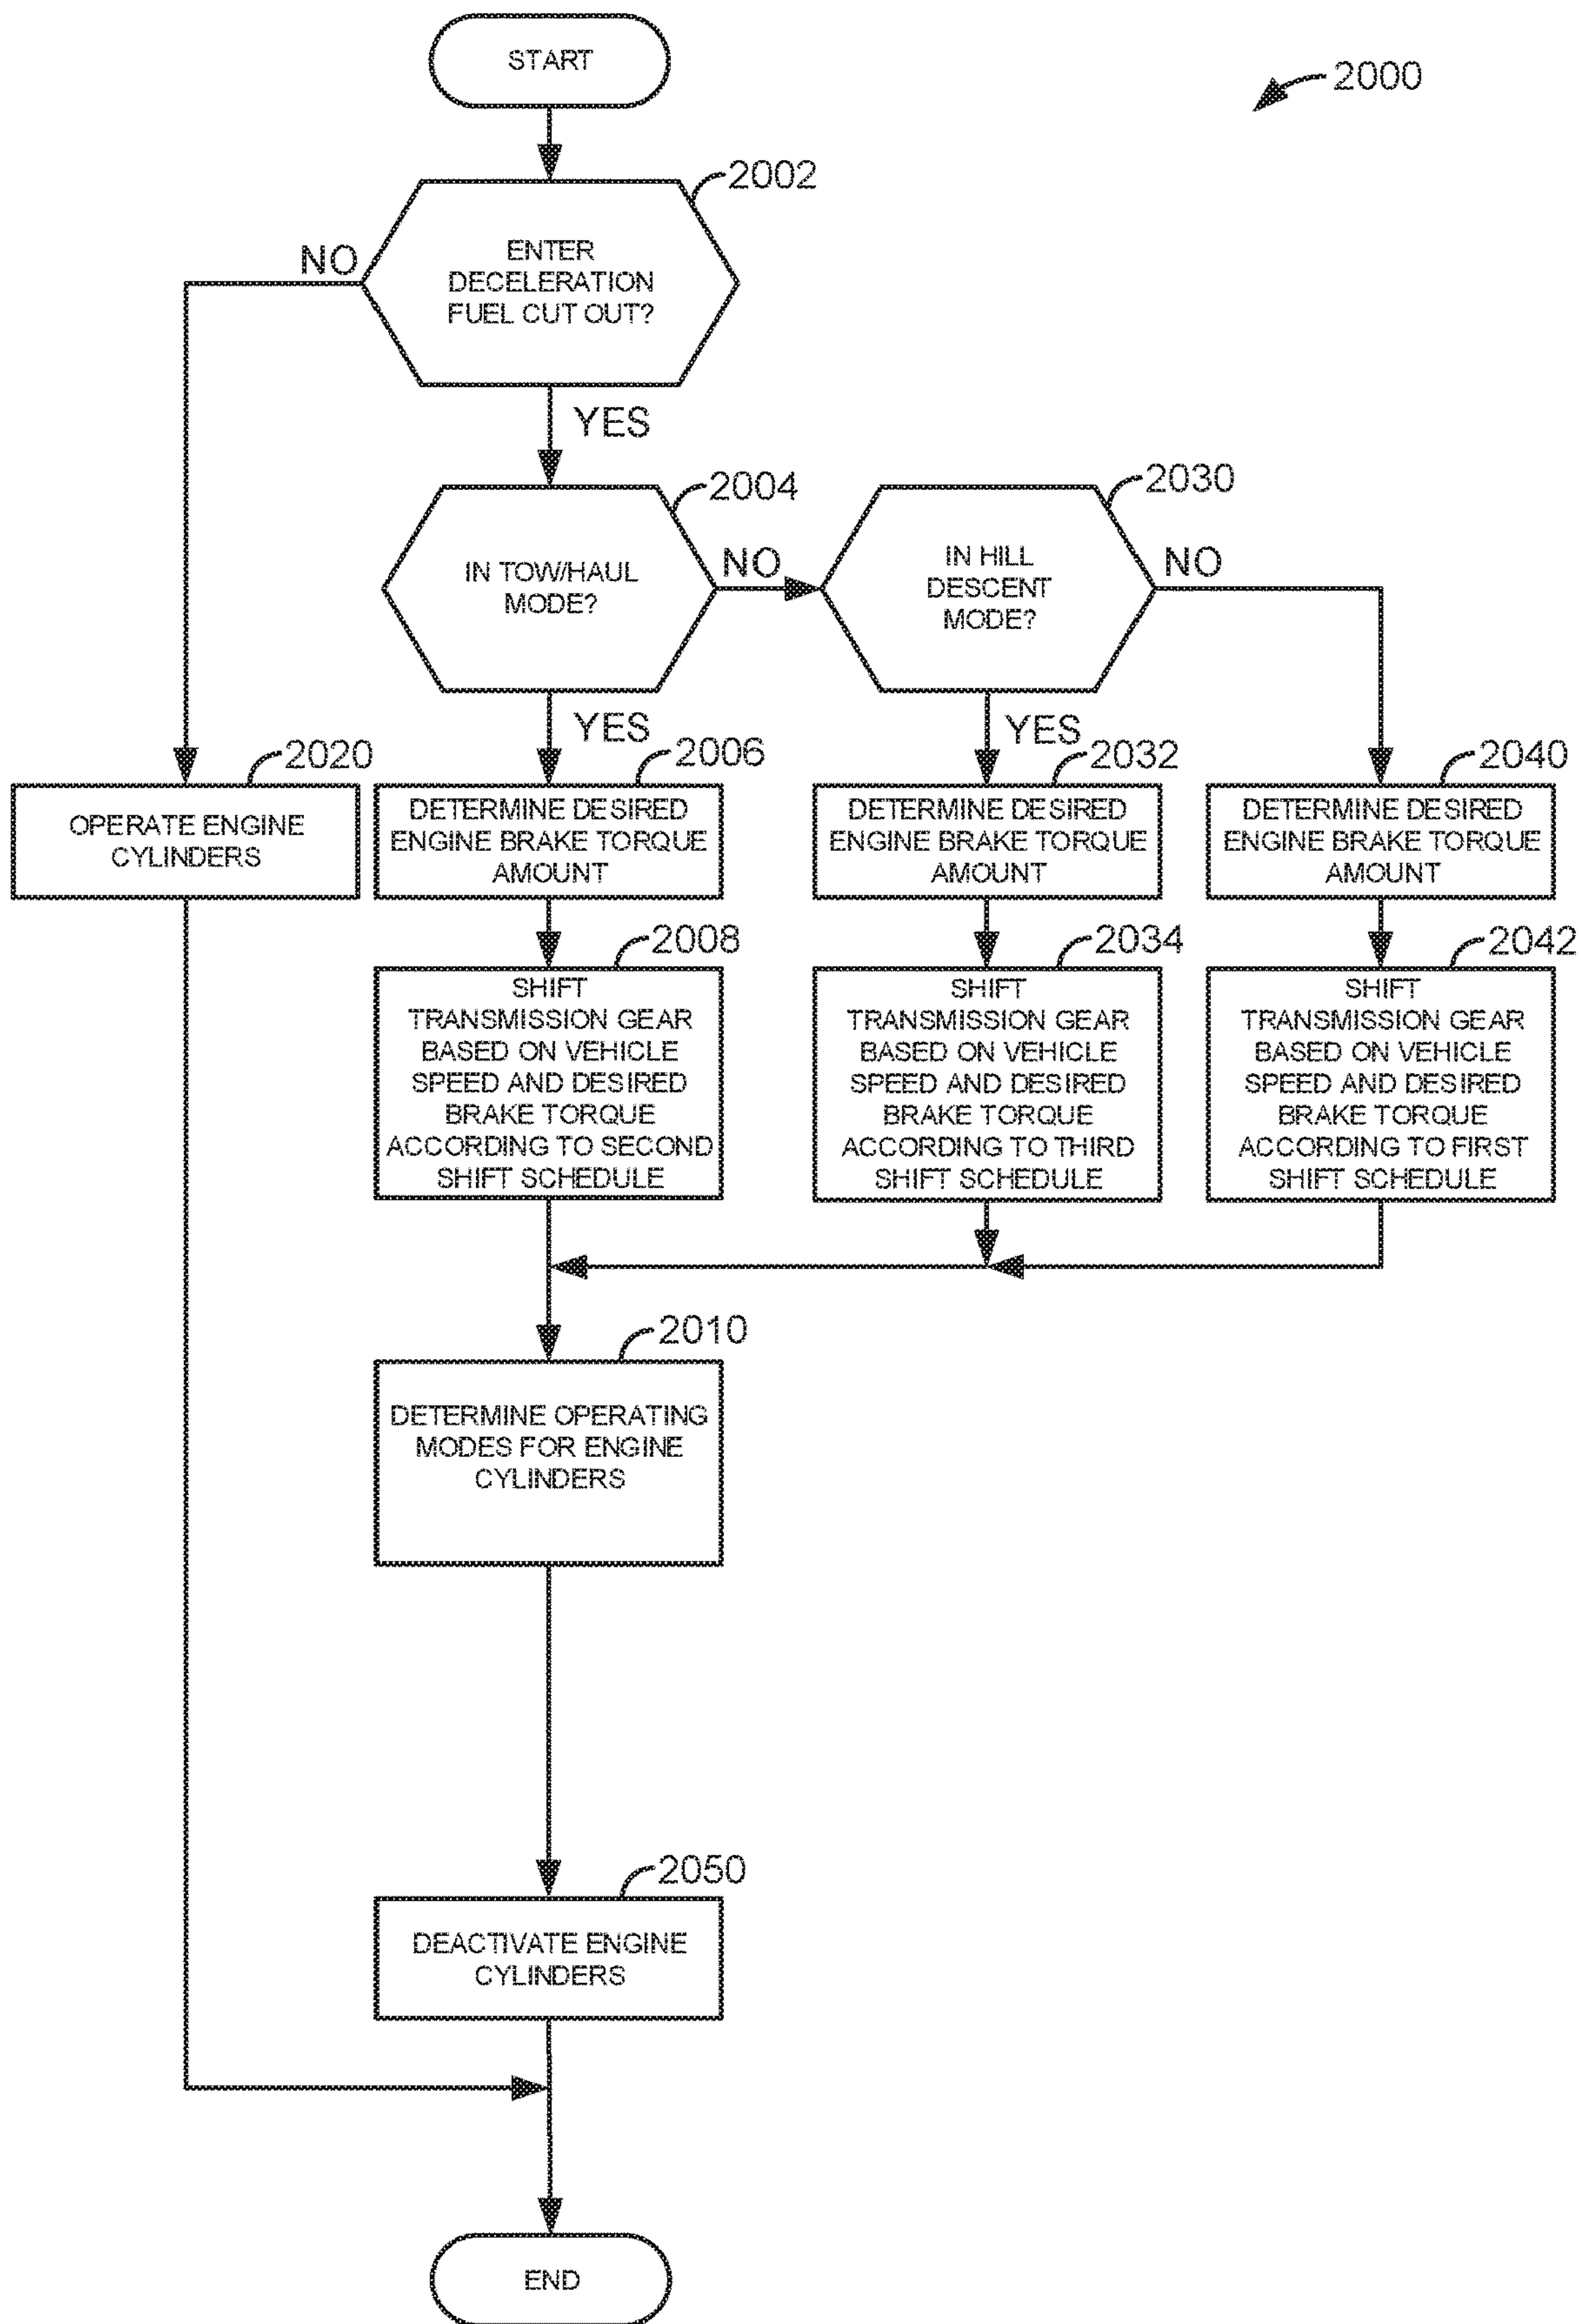 START
2000
2002
ENTER
DECELERATION
FUEL CUT OUT?
NO
YES
2004
IN TOW/HAUL
MODE?
NO
2030
IN HILL
DESCENT
MODE?
NO
YES
YES
2020
OPERATE ENGINE
CYLINDERS
2006
DETERMINE DESIRED
ENGINE BRAKE TORQUE
AMOUNT
2032
DETERMINE DESIRED
ENGINE BRAKE TORQUE
AMOUNT
2040
DETERMINE DESIRED
ENGINE BRAKE TORQUE
AMOUNT
2008
SHIFT
TRANSMISSION GEAR
BASED ON VEHICLE
SPEED AND DESIRED
BRAKE TORQUE
ACCORDING TO SECOND
SHIFT SCHEDULE
2034
SHIFT
TRANSMISSION GEAR
BASED ON VEHICLE
SPEED AND DESIRED
BRAKE TORQUE
ACCORDING TO THIRD
SHIFT SCHEDULE
2042
SHIFT
TRANSMISSION GEAR
BASED ON VEHICLE
SPEED AND DESIRED
BRAKE TORQUE
ACCORDING TO FIRST
SHIFT SCHEDULE
2010
DETERMINE OPERATING
MODES FOR ENGINE
CYLINDERS
2050
DEACTIVATE ENGINE
CYLINDERS
END